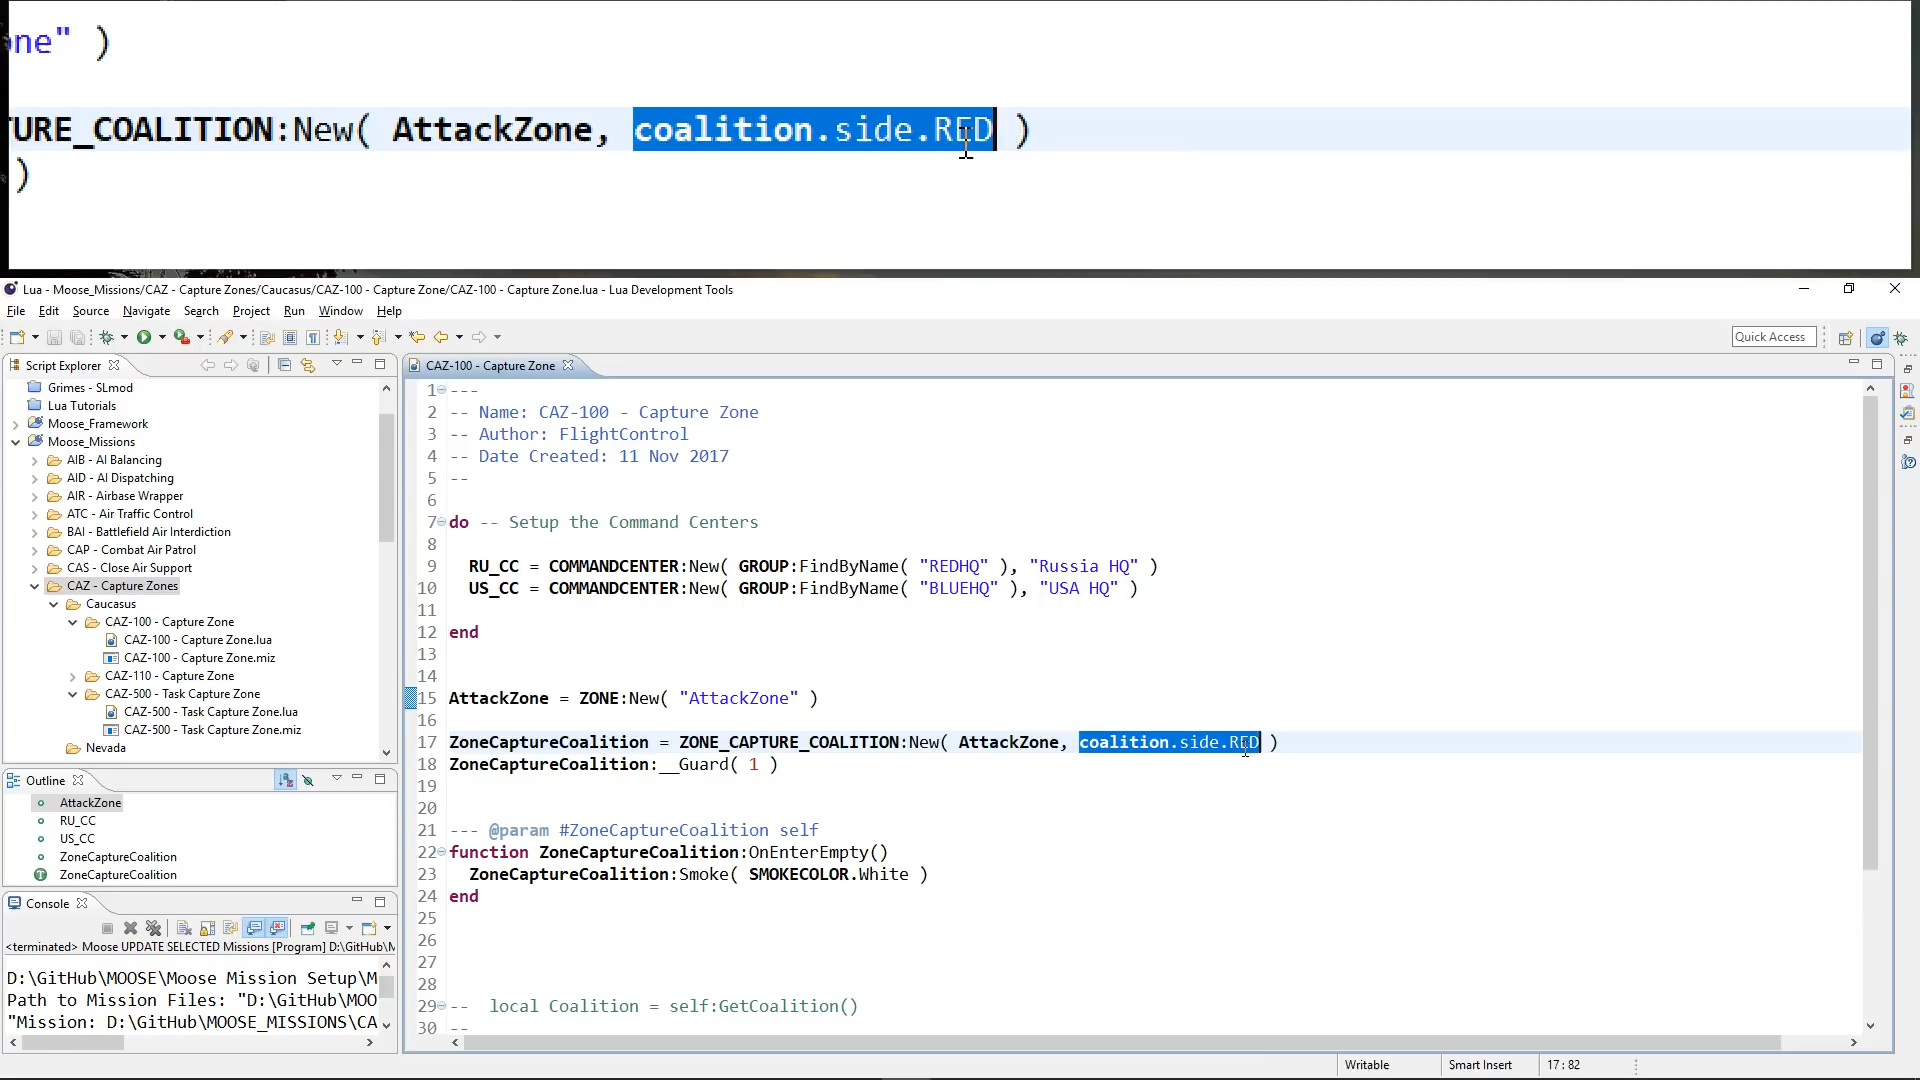 one" )
TURE_COALITION:New( AttackZone, coalition.side.RED )
)
Lua - Moose_Missions/CAZ - Capture Zones/Caucasus/CAZ-100 - Capture Zone/CAZ-100 - Capture Zone.lua - Lua Development Tools
File Edit Source Navigate Search Project Run Window Help
Quick Access
Script Explorer
Grimes - SLmod
Lua Tutorials
Moose_Framework
Moose_Missions
AIB - AI Balancing
AID - AI Dispatching
AIR - Airbase Wrapper
ATC - Air Traffic Control
BAI - Battlefield Air Interdiction
CAP - Combat Air Patrol
CAS - Close Air Support
CAZ - Capture Zones
Caucasus
CAZ-100 - Capture Zone
CAZ-100 - Capture Zone.lua
CAZ-100 - Capture Zone.miz
CAZ-110 - Capture Zone
CAZ-500 - Task Capture Zone
CAZ-500 - Task Capture Zone.lua
CAZ-500 - Task Capture Zone.miz
Nevada
Outline
AttackZone
RU_CC
US_CC
ZoneCaptureCoalition
ZoneCaptureCoalition
Console
<terminated> Moose UPDATE SELECTED Missions [Program] D:\GitHub\M
D:\GitHub\MOOSE\Moose Mission Setup\M
Path to Mission Files: "D:\GitHub\MOO
"Mission: D:\GitHub\MOOSE_MISSIONS\CA
CAZ-100 - Capture Zone
1 ---
2 -- Name: CAZ-100 - Capture Zone
3 -- Author: FlightControl
4 -- Date Created: 11 Nov 2017
5 --
6
7 do -- Setup the Command Centers
8
9 RU_CC = COMMANDCENTER:New( GROUP:FindByName( "REDHQ" ), "Russia HQ" )
10 US_CC = COMMANDCENTER:New( GROUP:FindByName( "BLUEHQ" ), "USA HQ" )
11
12 end
13
14
15 AttackZone = ZONE:New( "AttackZone" )
16
17 ZoneCaptureCoalition = ZONE_CAPTURE_COALITION:New( AttackZone, coalition.side.RED )
18 ZoneCaptureCoalition:__Guard( 1 )
19
20
21 --- @param #ZoneCaptureCoalition self
22 function ZoneCaptureCoalition:OnEnterEmpty()
23 ZoneCaptureCoalition:Smoke( SMOKECOLOR.White )
24 end
25
26
27
28
29 -- local Coalition = self:GetCoalition()
30 --
Writable Smart Insert 17 : 82